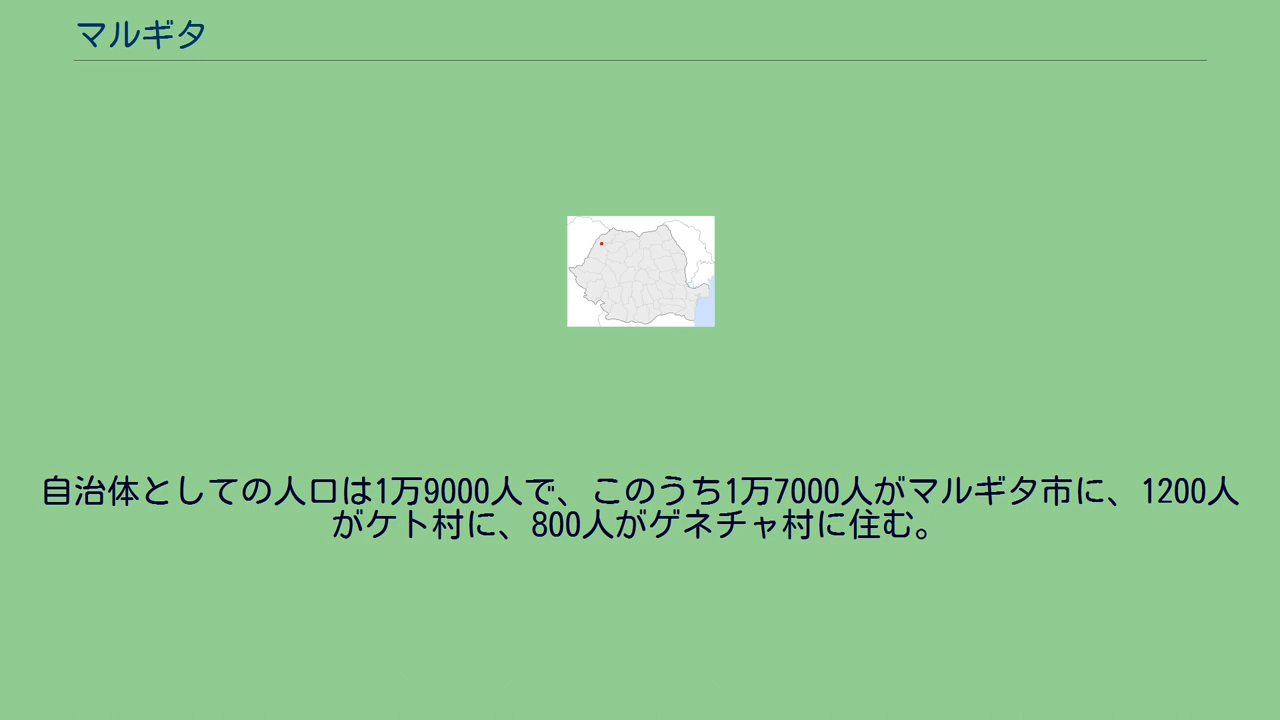 マルギタ
自治体としての人口は1万9000人で、このうち1万7000人がマルギタ市に、1200人
がケト村に、800人がゲネチャ村に住む。